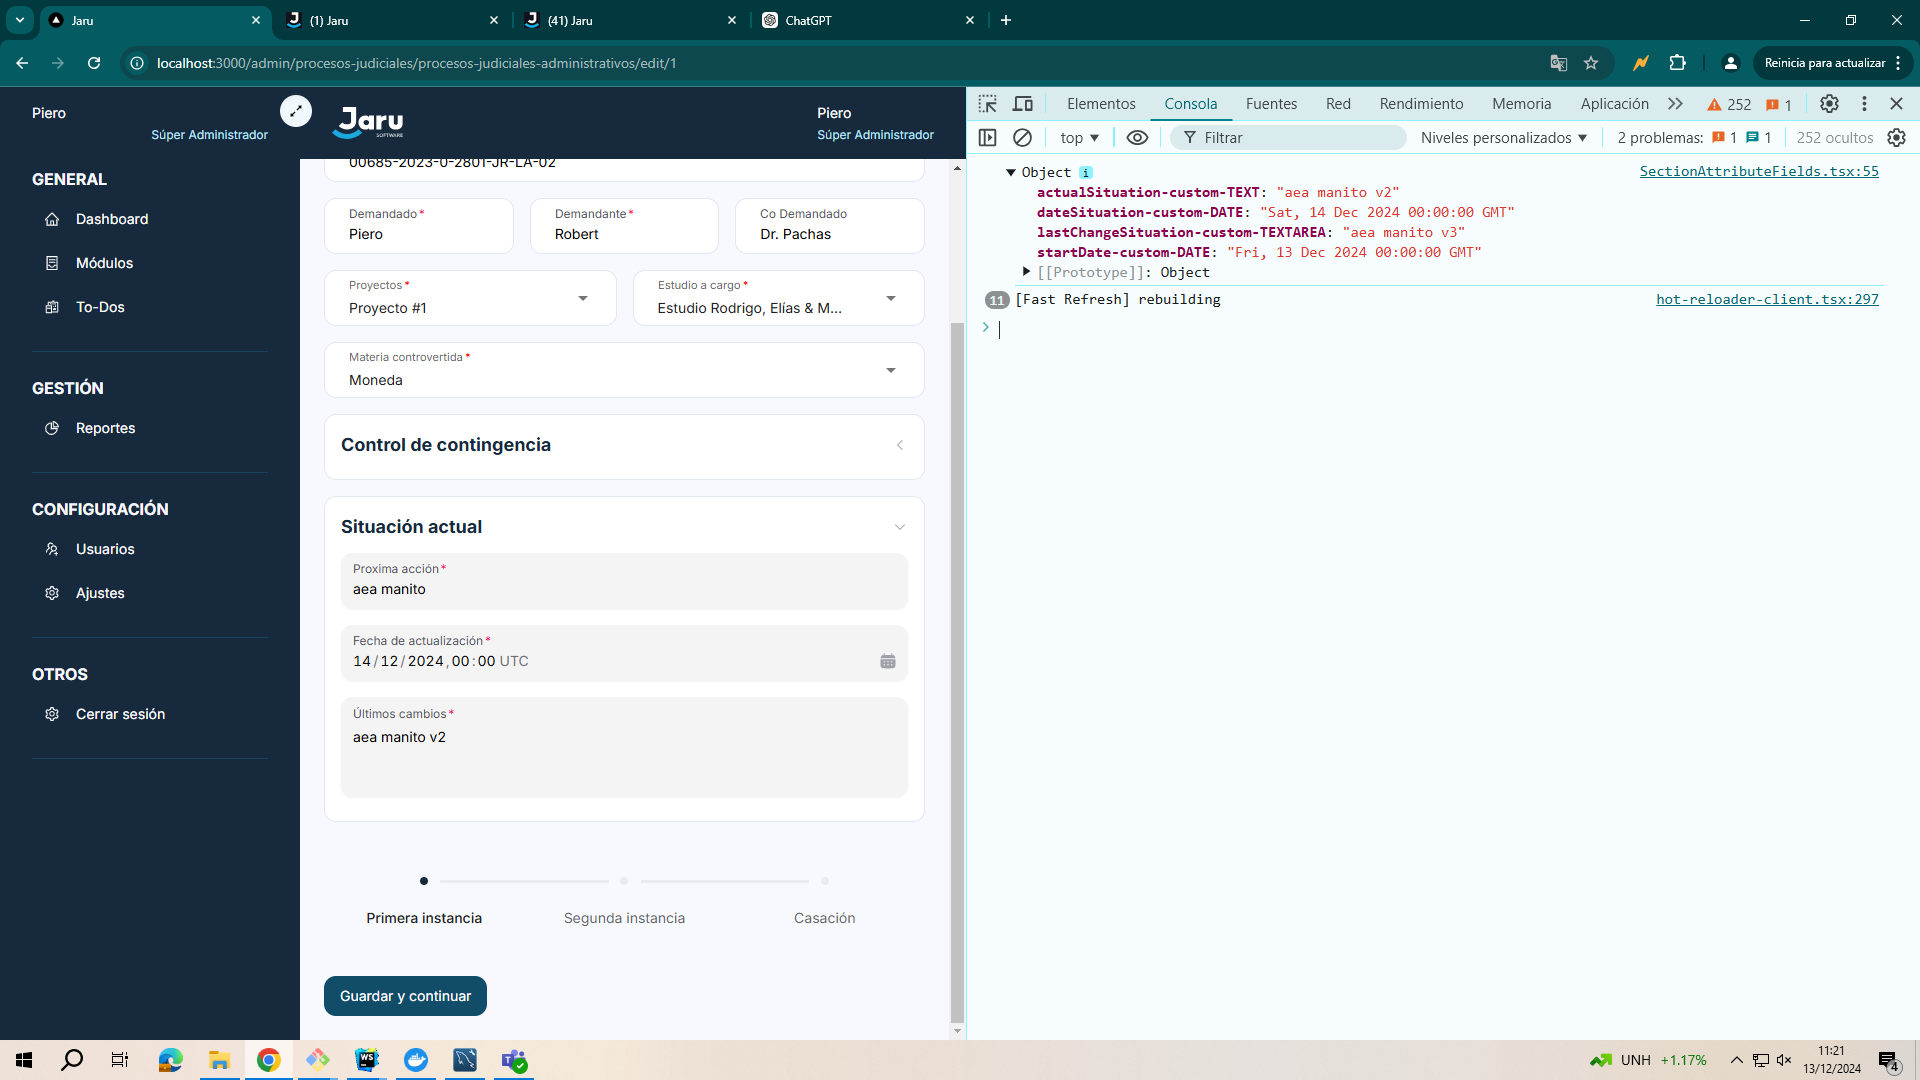 Jaru
(1) Jaru
(41) Jaru
ChatGPT
localhost:3000/admin/procesos-judiciales/procesos-judiciales-administrativos/edit/1
Reinicia para actualizar
Piero
Súper Administrador
GENERAL
Dashboard
Módulos
To-Dos
GESTIÓN
Reportes
CONFIGURACIÓN
Usuarios
Ajustes
OTROS
Cerrar sesión
Jaru
SOFTWARE
Piero
Súper Administrador
00685-2023-0-2801-JR-LA-02
Demandado*
Piero
Demandante*
Robert
Co Demandado
Dr. Pachas
Proyectos*
Proyecto #1
Estudio a cargo*
Estudio Rodrigo, Elías & M...
Materia controvertida*
Moneda
Control de contingencia
Situación actual
Proxima acción*
aea manito
Fecha de actualización*
14/12/2024,00:00 UTC
Últimos cambios*
aea manito v2
Primera instancia
Segunda instancia
Casación
Guardar y continuar
Elementos
Consola
Fuentes
Red
Rendimiento
Memoria
Aplicación
252
1
top
Filtrar
Niveles personalizados
2 problemas: 1 1
252 ocultos
Object i
SectionAttributeFields.tsx:55
actualSituation-custom-TEXT: "aea manito v2"
dateSituation-custom-DATE: "Sat, 14 Dec 2024 00:00:00 GMT"
lastChangeSituation-custom-TEXTAREA: "aea manito v3"
startDate-custom-DATE: "Fri, 13 Dec 2024 00:00:00 GMT"
[[Prototype]]: Object
11 [Fast Refresh] rebuilding
hot-reloader-client.tsx:297
WS
UNH +1.17%
11:21
13/12/2024
4